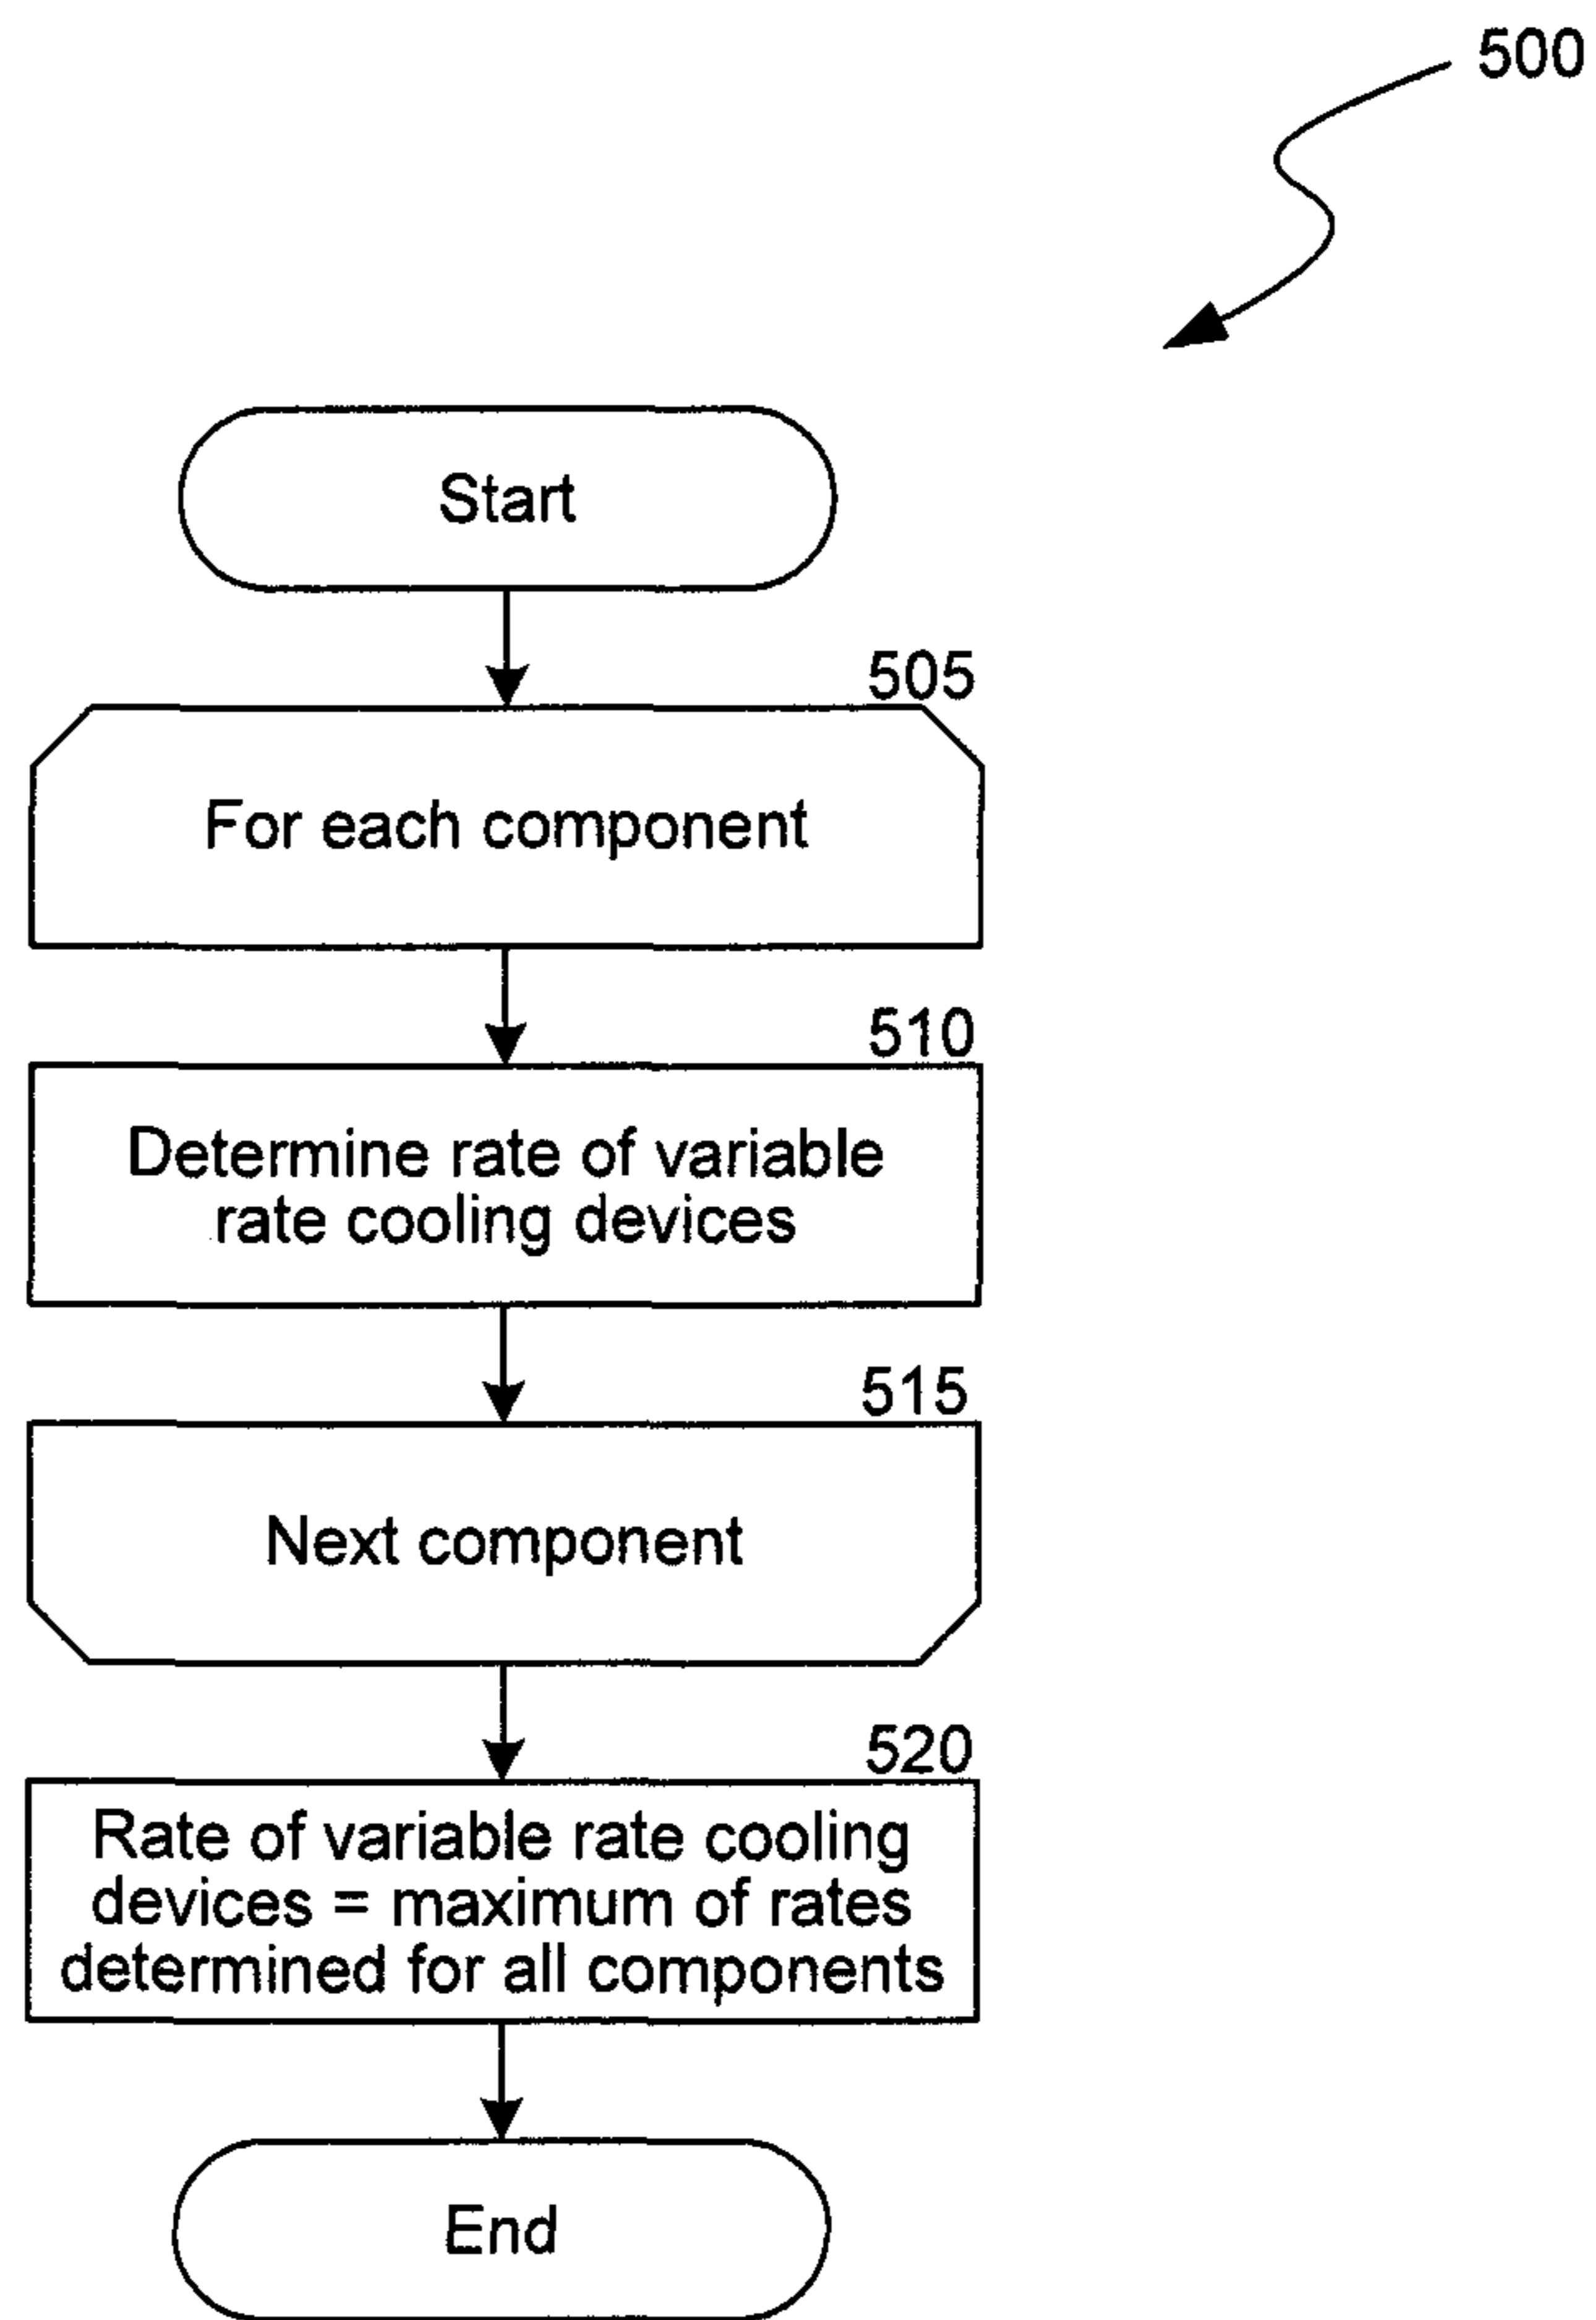 500
Start
505
For each component
510
Determine rate of variable
rate cooling devices
515
Next component
520
Rate of variable rate cooling
devices = maximum of rates
determined for all components
End